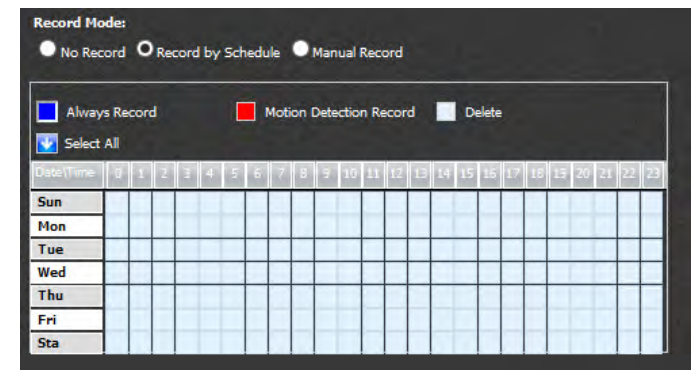 Record Mode:
No Record Record by Schedule Manual Record
Always Record Motion Detection Record Delete
Select All
Date\Time 0 1 2 3 4 5 6 7 8 9 10 11 12 13 14 15 16 17 18 19 20 21 22 23
Sun
Mon
Tue
Wed
Thu
Fri
Sta